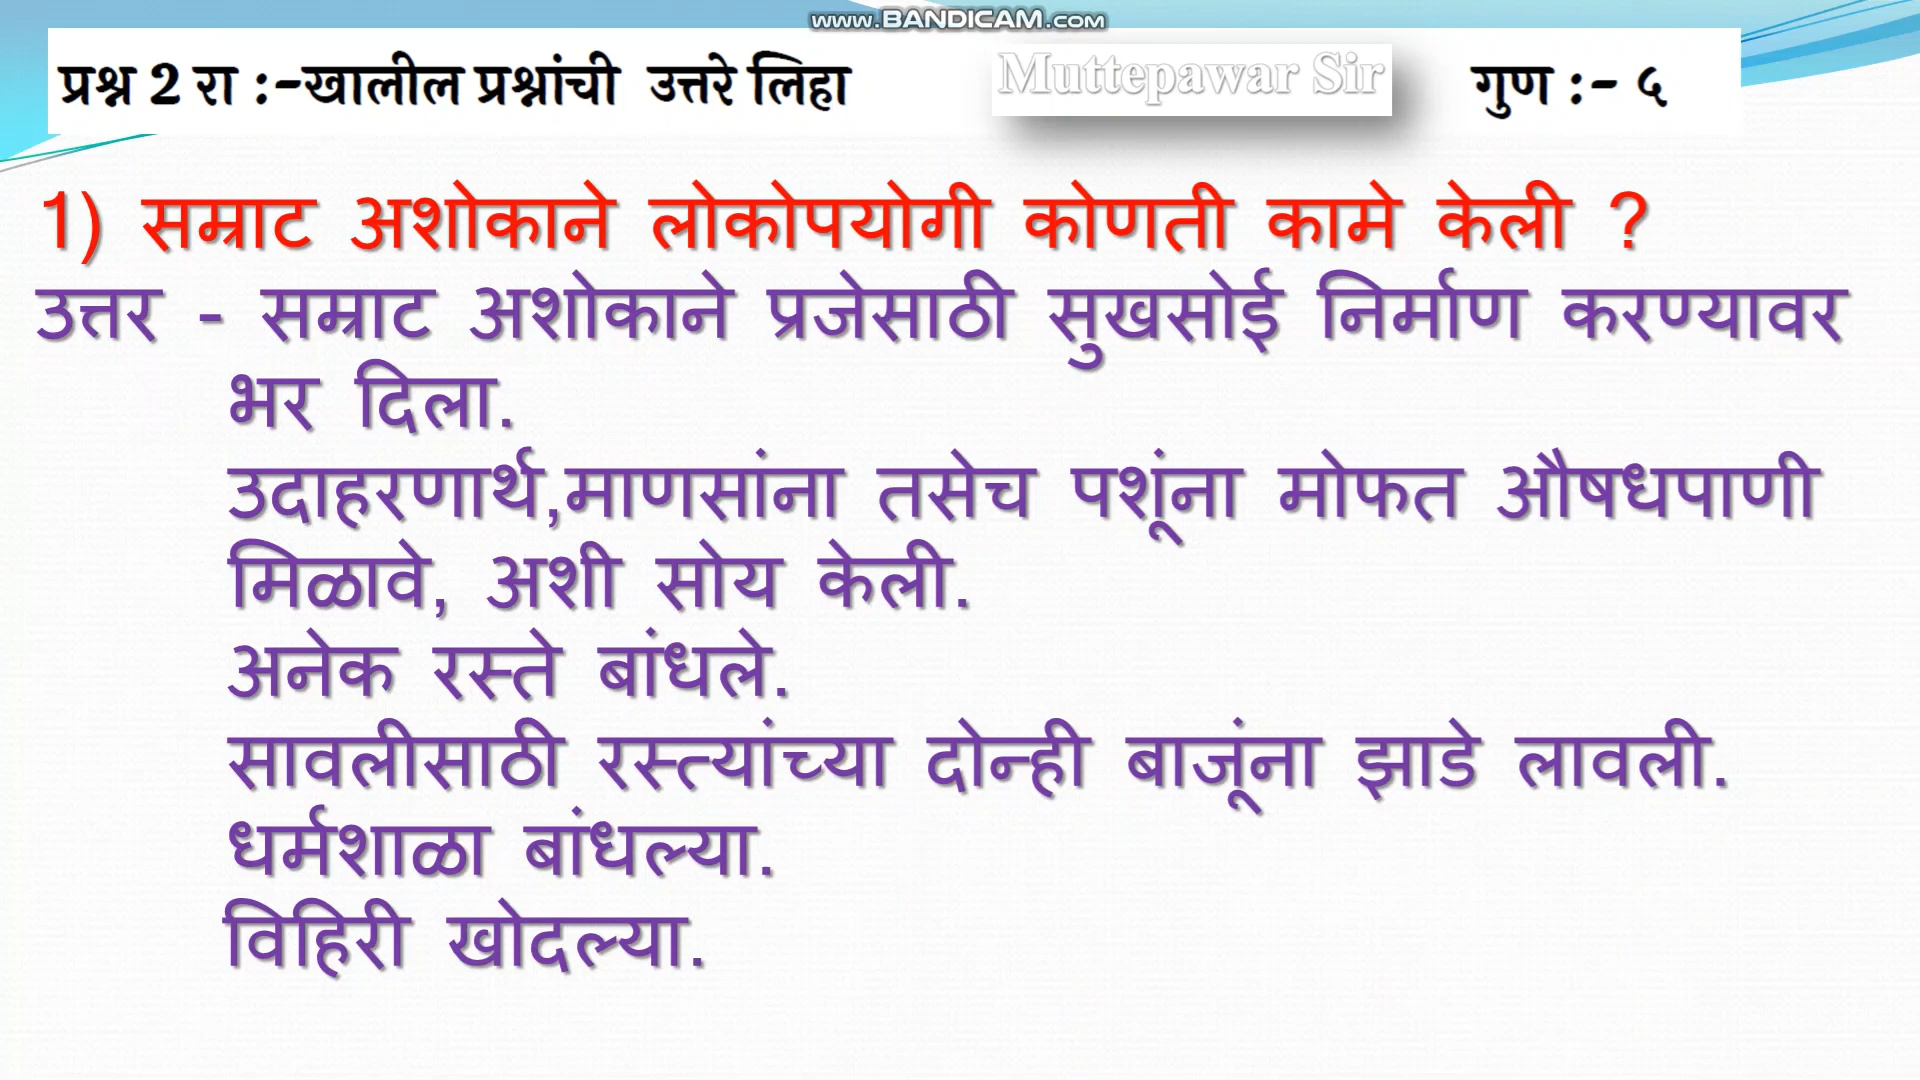 www.BANDICAM.com
प्रश्न 2 रा :-खालील प्रश्नांची उत्तरे लिहा Muttepawar Sir गुण :- ५
1) सम्राट अशोकाने लोकोपयोगी कोणती कामे केली ?
उत्तर - सम्राट अशोकाने प्रजेसाठी सुखसोई निर्माण करण्यावर
भर दिला.
उदाहरणार्थ,माणसांना तसेच पशूंना मोफत औषधपाणी
मिळावे, अशी सोय केली.
अनेक रस्ते बांधले.
सावलीसाठी रस्त्यांच्या दोन्ही बाजूंना झाडे लावली.
धर्मशाळा बांधल्या.
विहिरी खोदल्या.